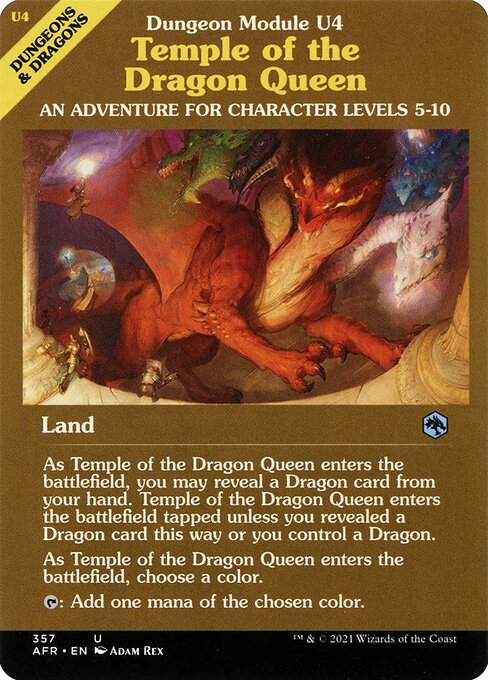 U4
DUNGEONS
& DRAGONS
Dungeon Module U4
Temple of the
Dragon Queen
AN ADVENTURE FOR CHARACTER LEVELS 5-10
Land
As Temple of the Dragon Queen enters the
battlefield, you may reveal a Dragon card from
your hand. Temple of the Dragon Queen enters
the battlefield tapped unless you revealed a
Dragon card this way or you control a Dragon.
As Temple of the Dragon Queen enters the
battlefield, choose a color.
: Add one mana of the chosen color.
357 U
AFR • EN Adam Rex
™ & © 2021 Wizards of the Coast